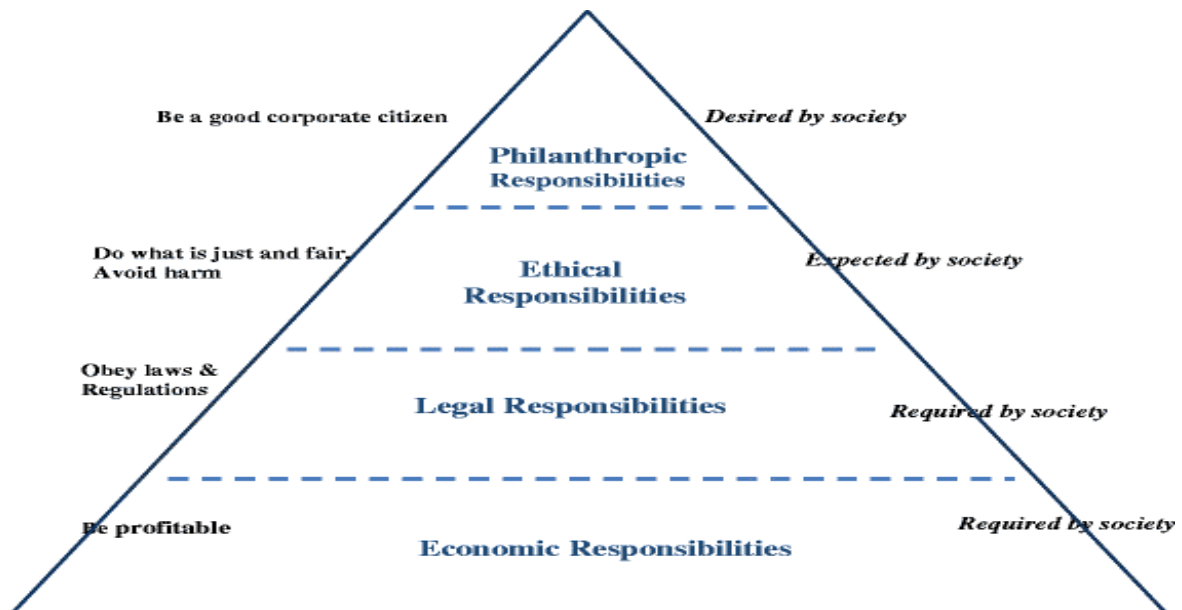 Be a good corporate citizen
Desired by society
Philanthropic
Responsibilities
Do what is just and fair,
Avoid harm
Expected by society
Ethical
Responsibilities
Obey laws &
Regulations
Legal Responsibilities
Required by society
Be profitable
Required by society
Economic Responsibilities